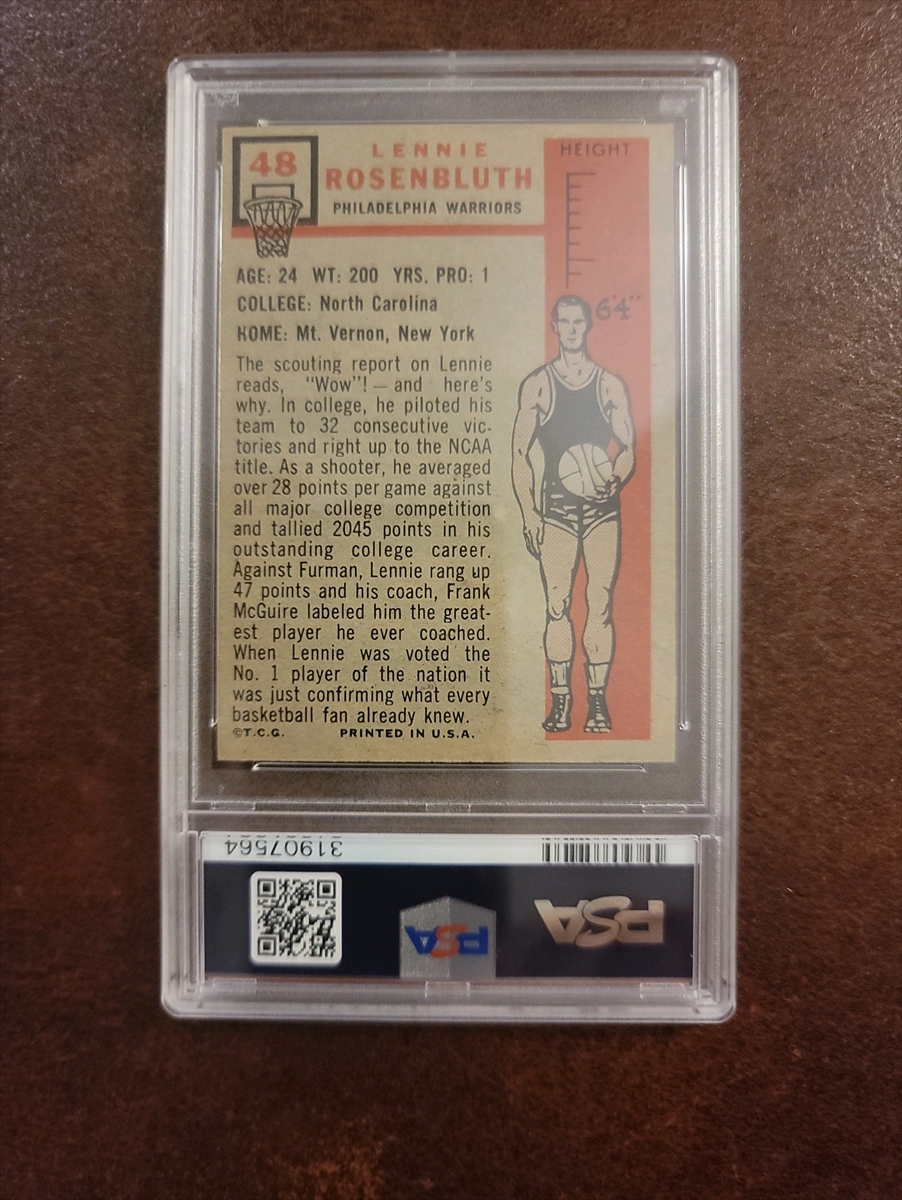 48
LENNIE
ROSENBLUTH
PHILADELPHIA WARRIORS
HEIGHT
6'4"
AGE: 24 WT: 200 YRS. PRO: 1
COLLEGE: North Carolina
HOME: Mt. Vernon, New York
The scouting report on Lennie
reads, "Wow"! — and here's
why. In college, he piloted his
team to 32 consecutive vic-
tories and right up to the NCAA
title. As a shooter, he averaged
over 28 points per game against
all major college competition
and tallied 2045 points in his
outstanding college career.
Against Furman, Lennie rang up
47 points and his coach, Frank
McGuire labeled him the great-
est player he ever coached.
When Lennie was voted the
No. 1 player of the nation it
was just confirming what every
basketball fan already knew.
©T.C.G. PRINTED IN U.S.A.
31907564
PSA
PSA